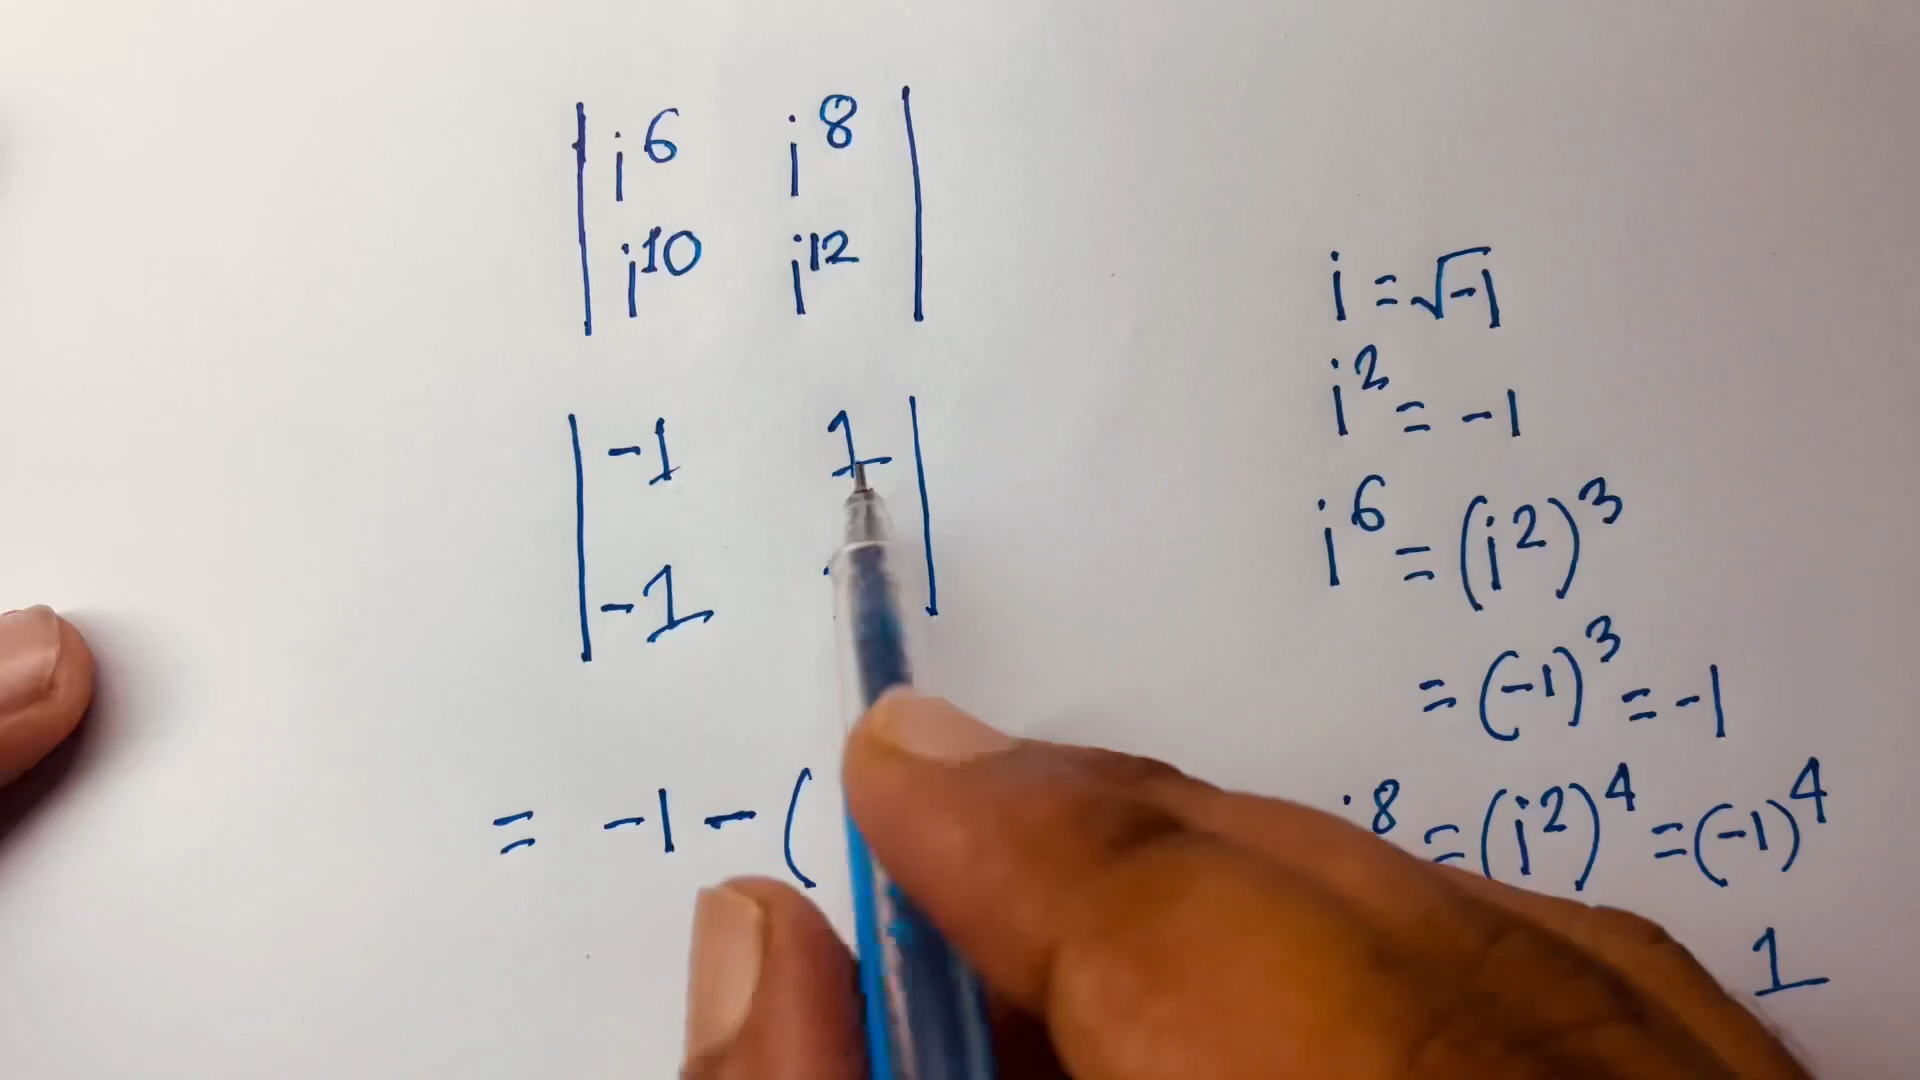 | i⁶ i⁸ |
| i¹⁰ i¹² |
| -1 1 |
| -1 |
= -1 - (
i = √-1
i² = -1
i⁶ = (i²)³
= (-1)³ = -1
i⁸ = (i²)⁴ = (-1)⁴
1